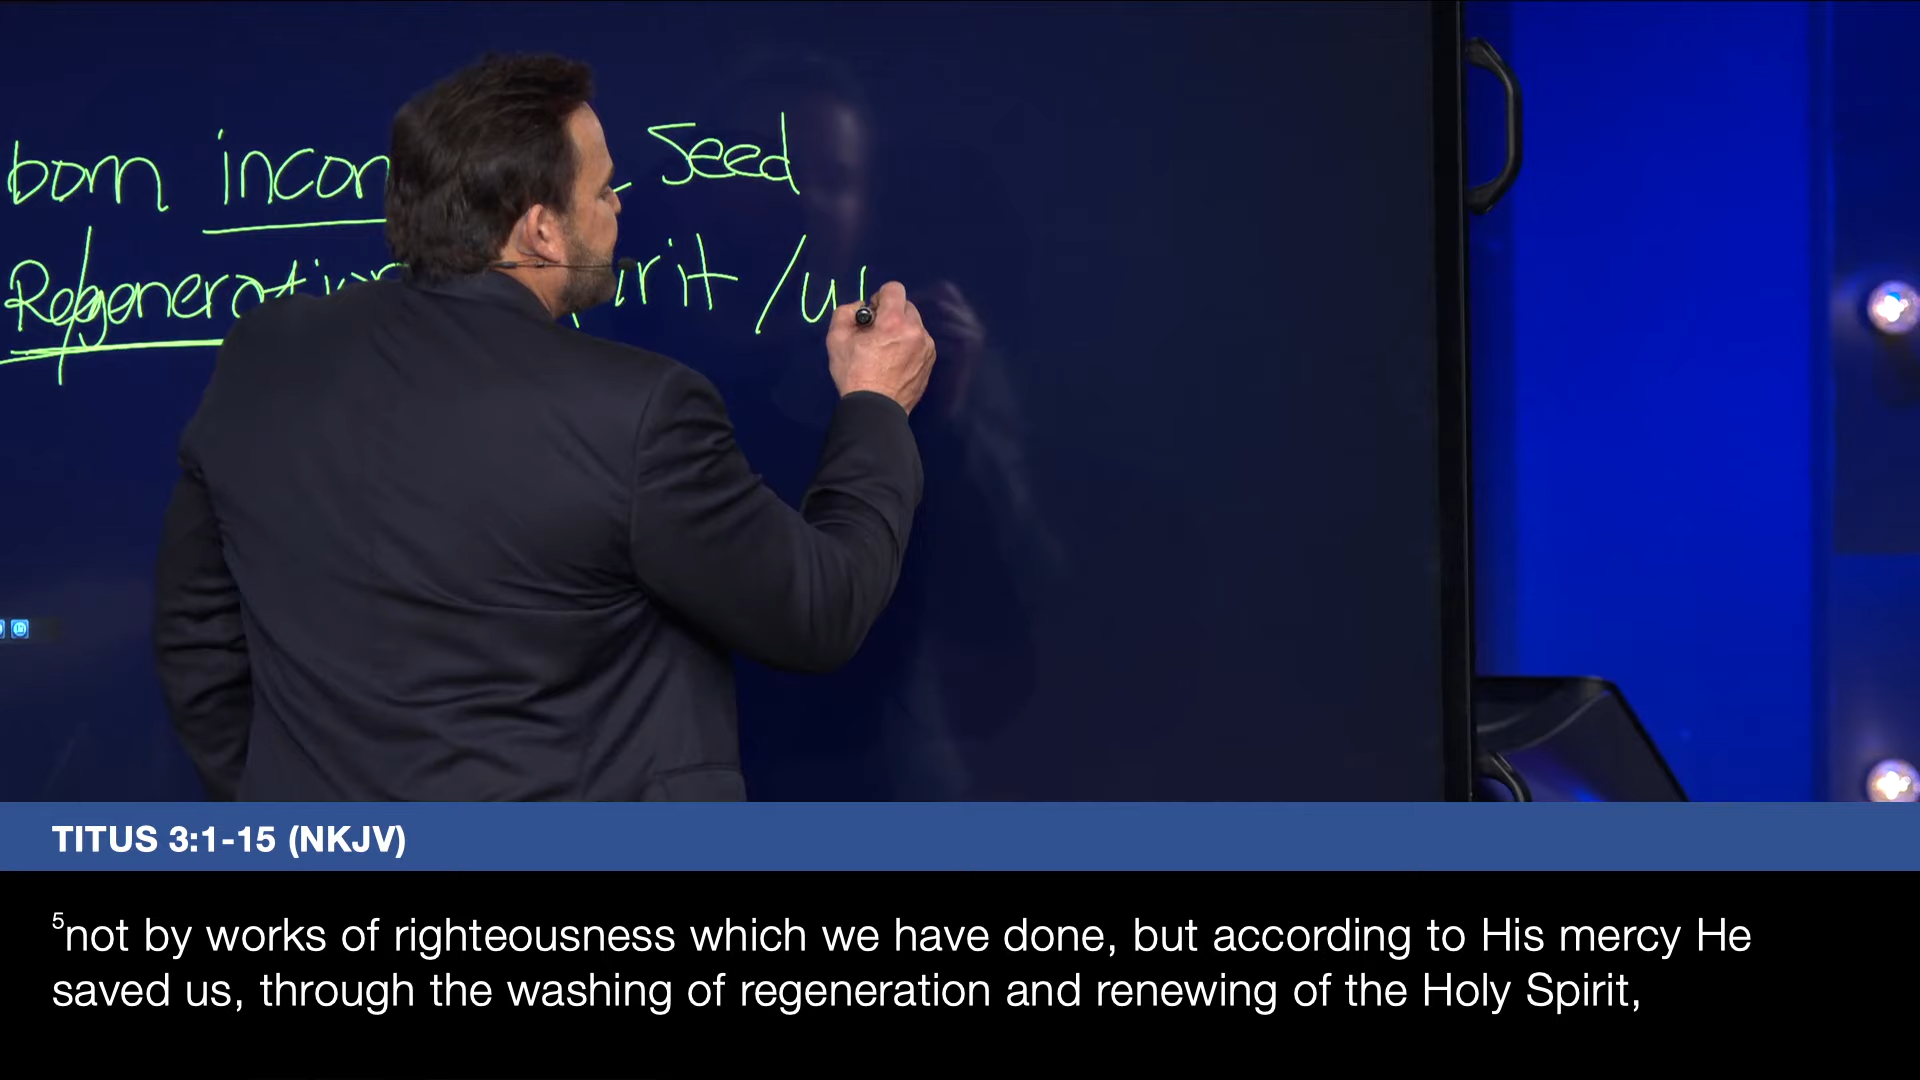 born incor Seed
Regeneration irit /w
TITUS 3:1-15 (NKJV)
5not by works of righteousness which we have done, but according to His mercy He
saved us, through the washing of regeneration and renewing of the Holy Spirit,